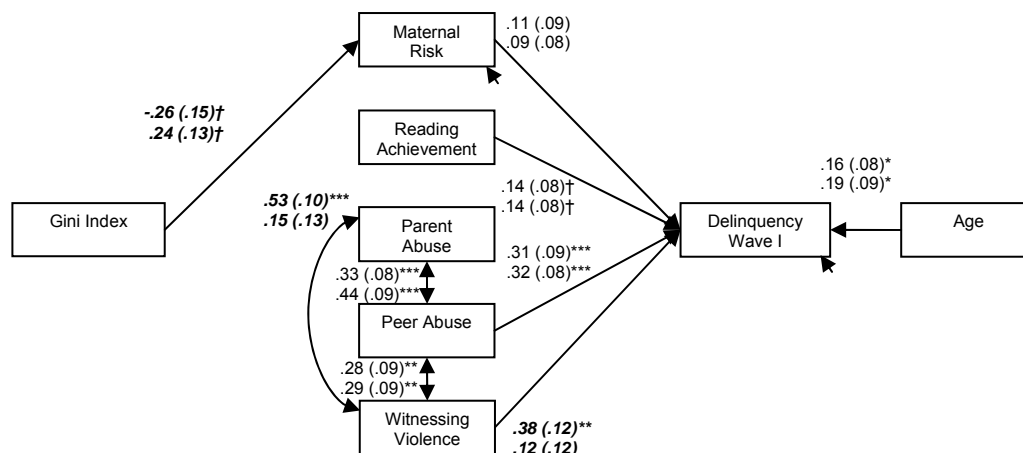 Maternal
Risk
.11 (.09)
.09 (.08)
-.26 (.15)†
.24 (.13)†
Reading
Achievement
.14 (.08)†
.14 (.08)†
.16 (.08)*
.19 (.09)*
Gini Index
.53 (.10)***
.15 (.13)
Parent
Abuse
Delinquency
Wave I
Age
.33 (.08)***
.44 (.09)***
.31 (.09)***
.32 (.08)***
Peer Abuse
.28 (.09)**
.29 (.09)**
Witnessing
Violence
.38 (.12)**
.12 (.12)